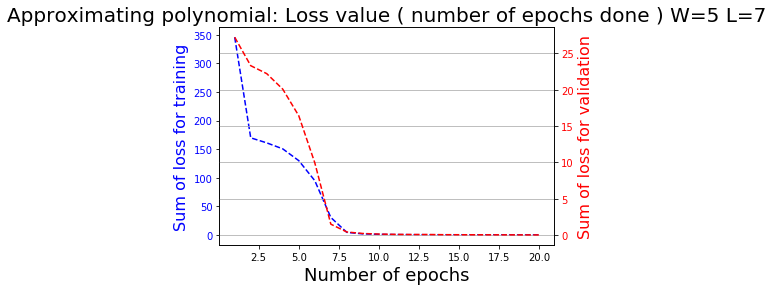 Approximating polynomial: Loss value ( number of epochs done ) W=5 L=7
Sum of loss for training
350
300
250
200
150
100
50
0
25
20
15
10
5
0
Sum of loss for validation
2.5 5.0 7.5 10.0 12.5 15.0 17.5 20.0
Number of epochs